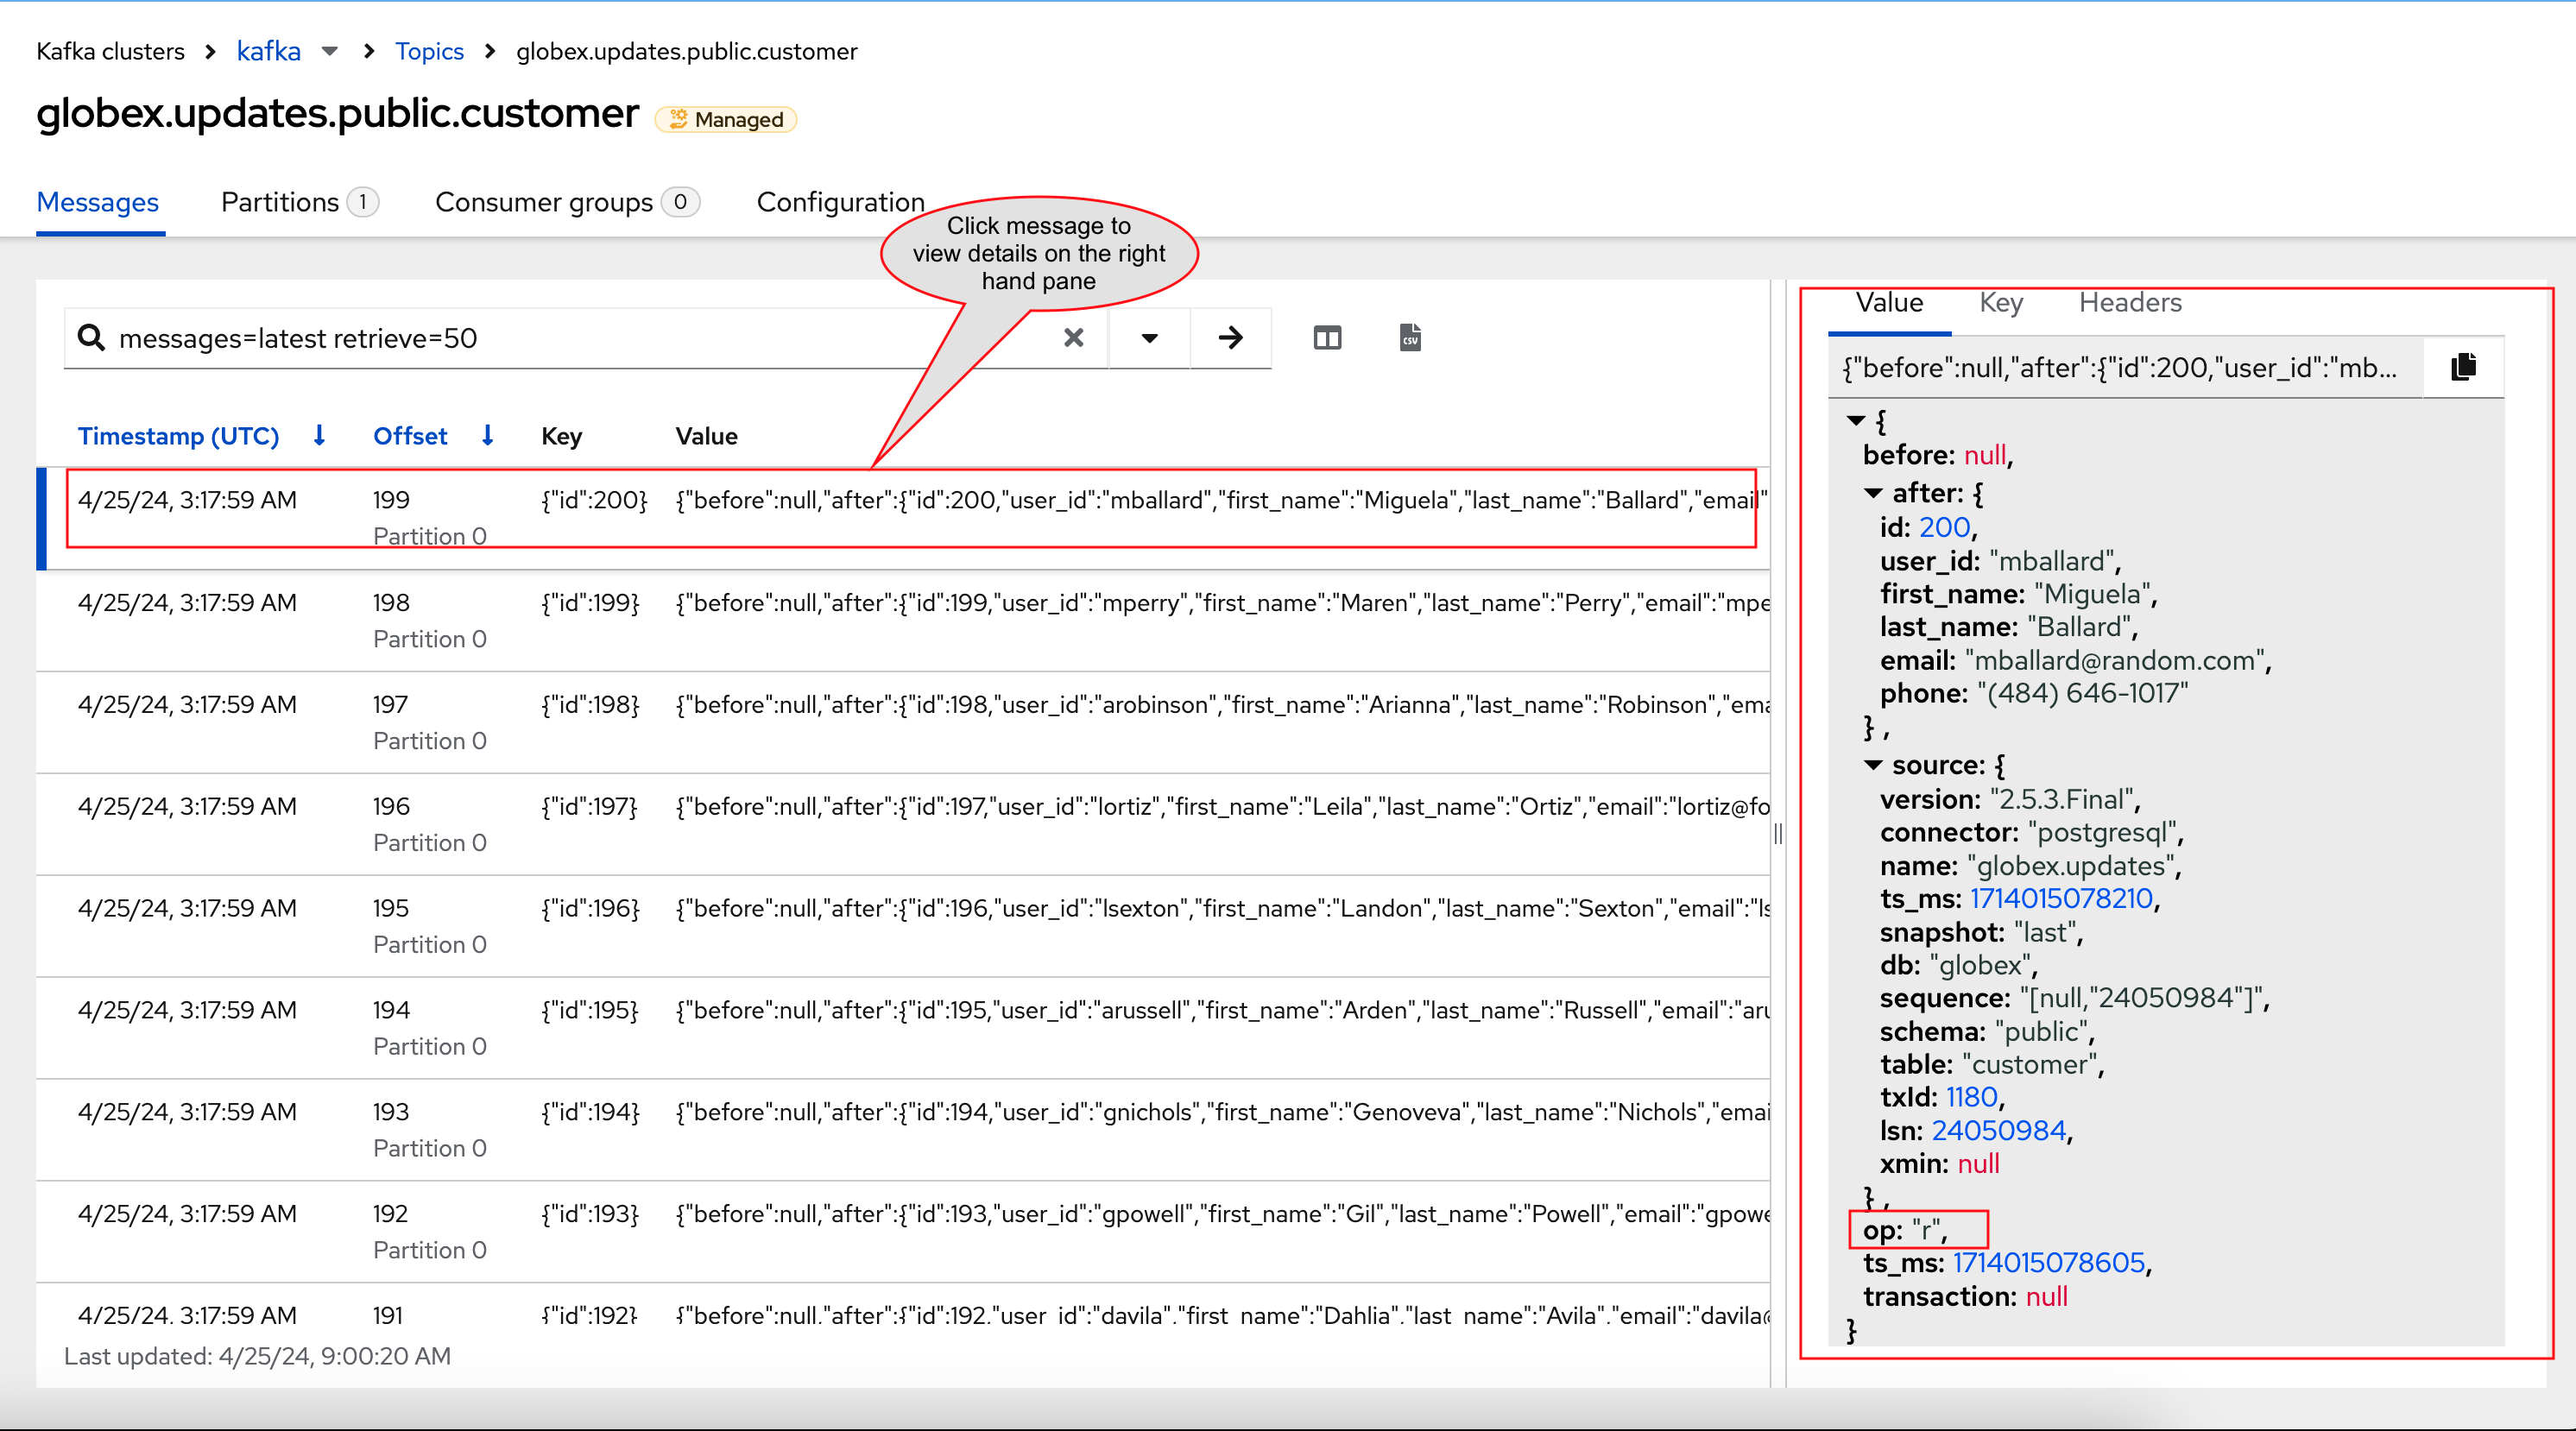 Kafka clusters > kafka > Topics > globex.updates.public.customer
globex.updates.public.customer Managed
Messages Partitions 1 Consumer groups 0 Configuration
Click message to
view details on the right
hand pane
messages=latest retrieve=50
CSV
Timestamp (UTC) Offset Key Value
4/25/24, 3:17:59 AM 199 {"id":200} {"before":null,"after":{"id":200,"user_id":"mballard","first_name":"Miguela","last_name":"Ballard","email"
Partition 0
4/25/24, 3:17:59 AM 198 {"id":199} {"before":null,"after":{"id":199,"user_id":"mperry","first_name":"Maren","last_name":"Perry","email":"mpe
Partition 0
4/25/24, 3:17:59 AM 197 {"id":198} {"before":null,"after":{"id":198,"user_id":"arobinson","first_name":"Arianna","last_name":"Robinson","ema
Partition 0
4/25/24, 3:17:59 AM 196 {"id":197} {"before":null,"after":{"id":197,"user_id":"lortiz","first_name":"Leila","last_name":"Ortiz","email":"lortiz@fo
Partition 0
4/25/24, 3:17:59 AM 195 {"id":196} {"before":null,"after":{"id":196,"user_id":"lsexton","first_name":"Landon","last_name":"Sexton","email":"ls
Partition 0
4/25/24, 3:17:59 AM 194 {"id":195} {"before":null,"after":{"id":195,"user_id":"arussell","first_name":"Arden","last_name":"Russell","email":"aru
Partition 0
4/25/24, 3:17:59 AM 193 {"id":194} {"before":null,"after":{"id":194,"user_id":"gnichols","first_name":"Genoveva","last_name":"Nichols","emai
Partition 0
4/25/24, 3:17:59 AM 192 {"id":193} {"before":null,"after":{"id":193,"user_id":"gpowell","first_name":"Gil","last_name":"Powell","email":"gpowe
Partition 0
4/25/24, 3:17:59 AM 191 {"id":192} {"before":null,"after":{"id":192,"user_id":"davila","first_name":"Dahlia","last_name":"Avila","email":"davila@
Last updated: 4/25/24, 9:00:20 AM
Value Key Headers
{"before":null,"after":{"id":200,"user_id":"mb...
{
before: null,
after: {
id: 200,
user_id: "mballard",
first_name: "Miguela",
last_name: "Ballard",
email: "mballard@random.com",
phone: "(484) 646-1017"
} ,
source: {
version: "2.5.3.Final",
connector: "postgresql",
name: "globex.updates",
ts_ms: 1714015078210,
snapshot: "last",
db: "globex",
sequence: "[null,"24050984"]",
schema: "public",
table: "customer",
txId: 1180,
lsn: 24050984,
xmin: null
} ,
op: "r",
ts_ms: 1714015078605,
transaction: null
}